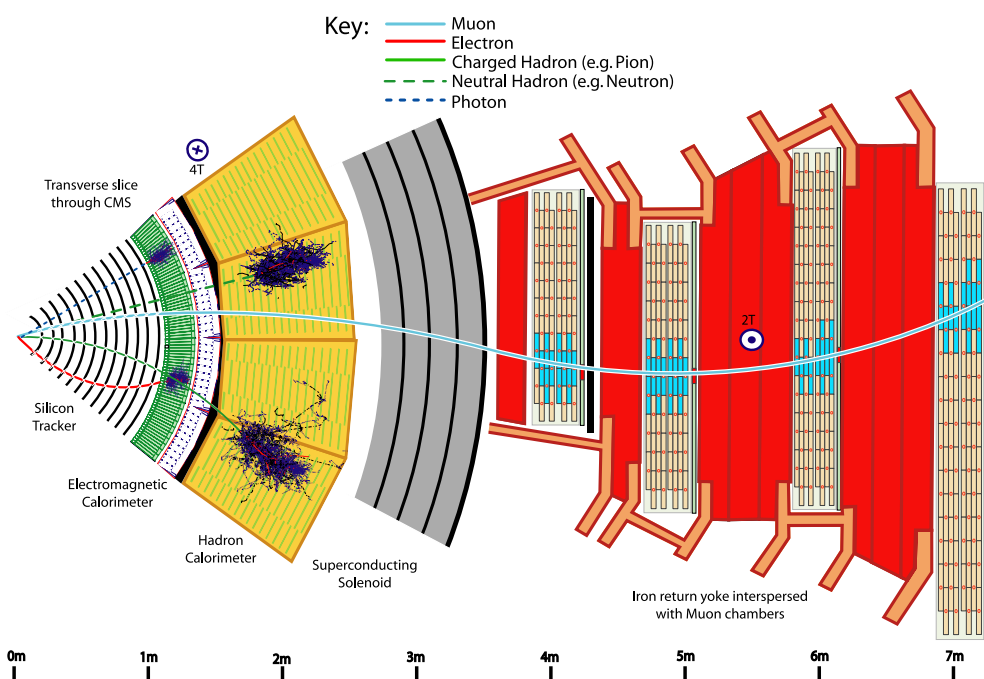 Key:
Muon
Electron
Charged Hadron (e.g. Pion)
Neutral Hadron (e.g. Neutron)
Photon
4T
Transverse slice
through CMS
2T
Silicon
Tracker
Electromagnetic
Calorimeter
Hadron
Calorimeter
Superconducting
Solenoid
Iron return yoke interspersed
with Muon chambers
0m
1m
2m
3m
4m
5m
6m
7m